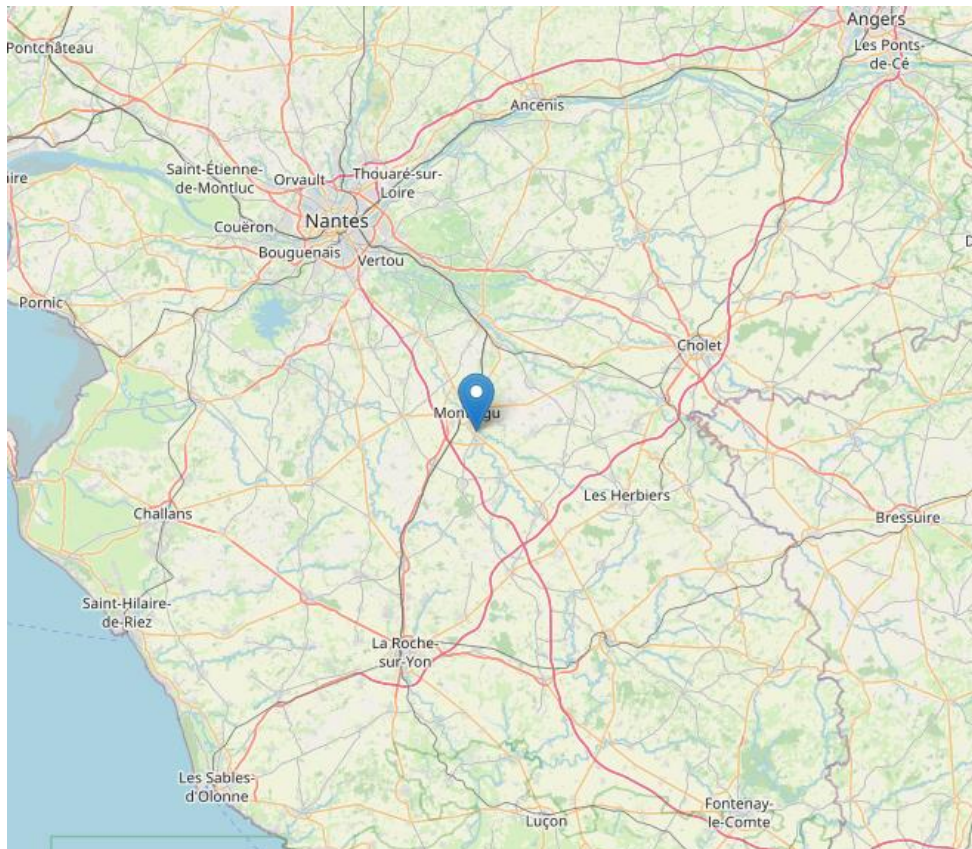 Angers
Pontchâteau
Les Ponts-
de-Cé
Ancenis
Saint-Étienne-
de-Montluc
Orvault
Thouaré-sur-
Loire
aire
Nantes
Couëron
Bouguenais
Vertou
D
Pornic
Cholet
Les Herbiers
Challans
Bressuire
Saint-Hilaire-
de-Riez
La Roche-
sur-Yon
Les Sables-
d'Olonne
Fontenay-
le-Comte
Luçon